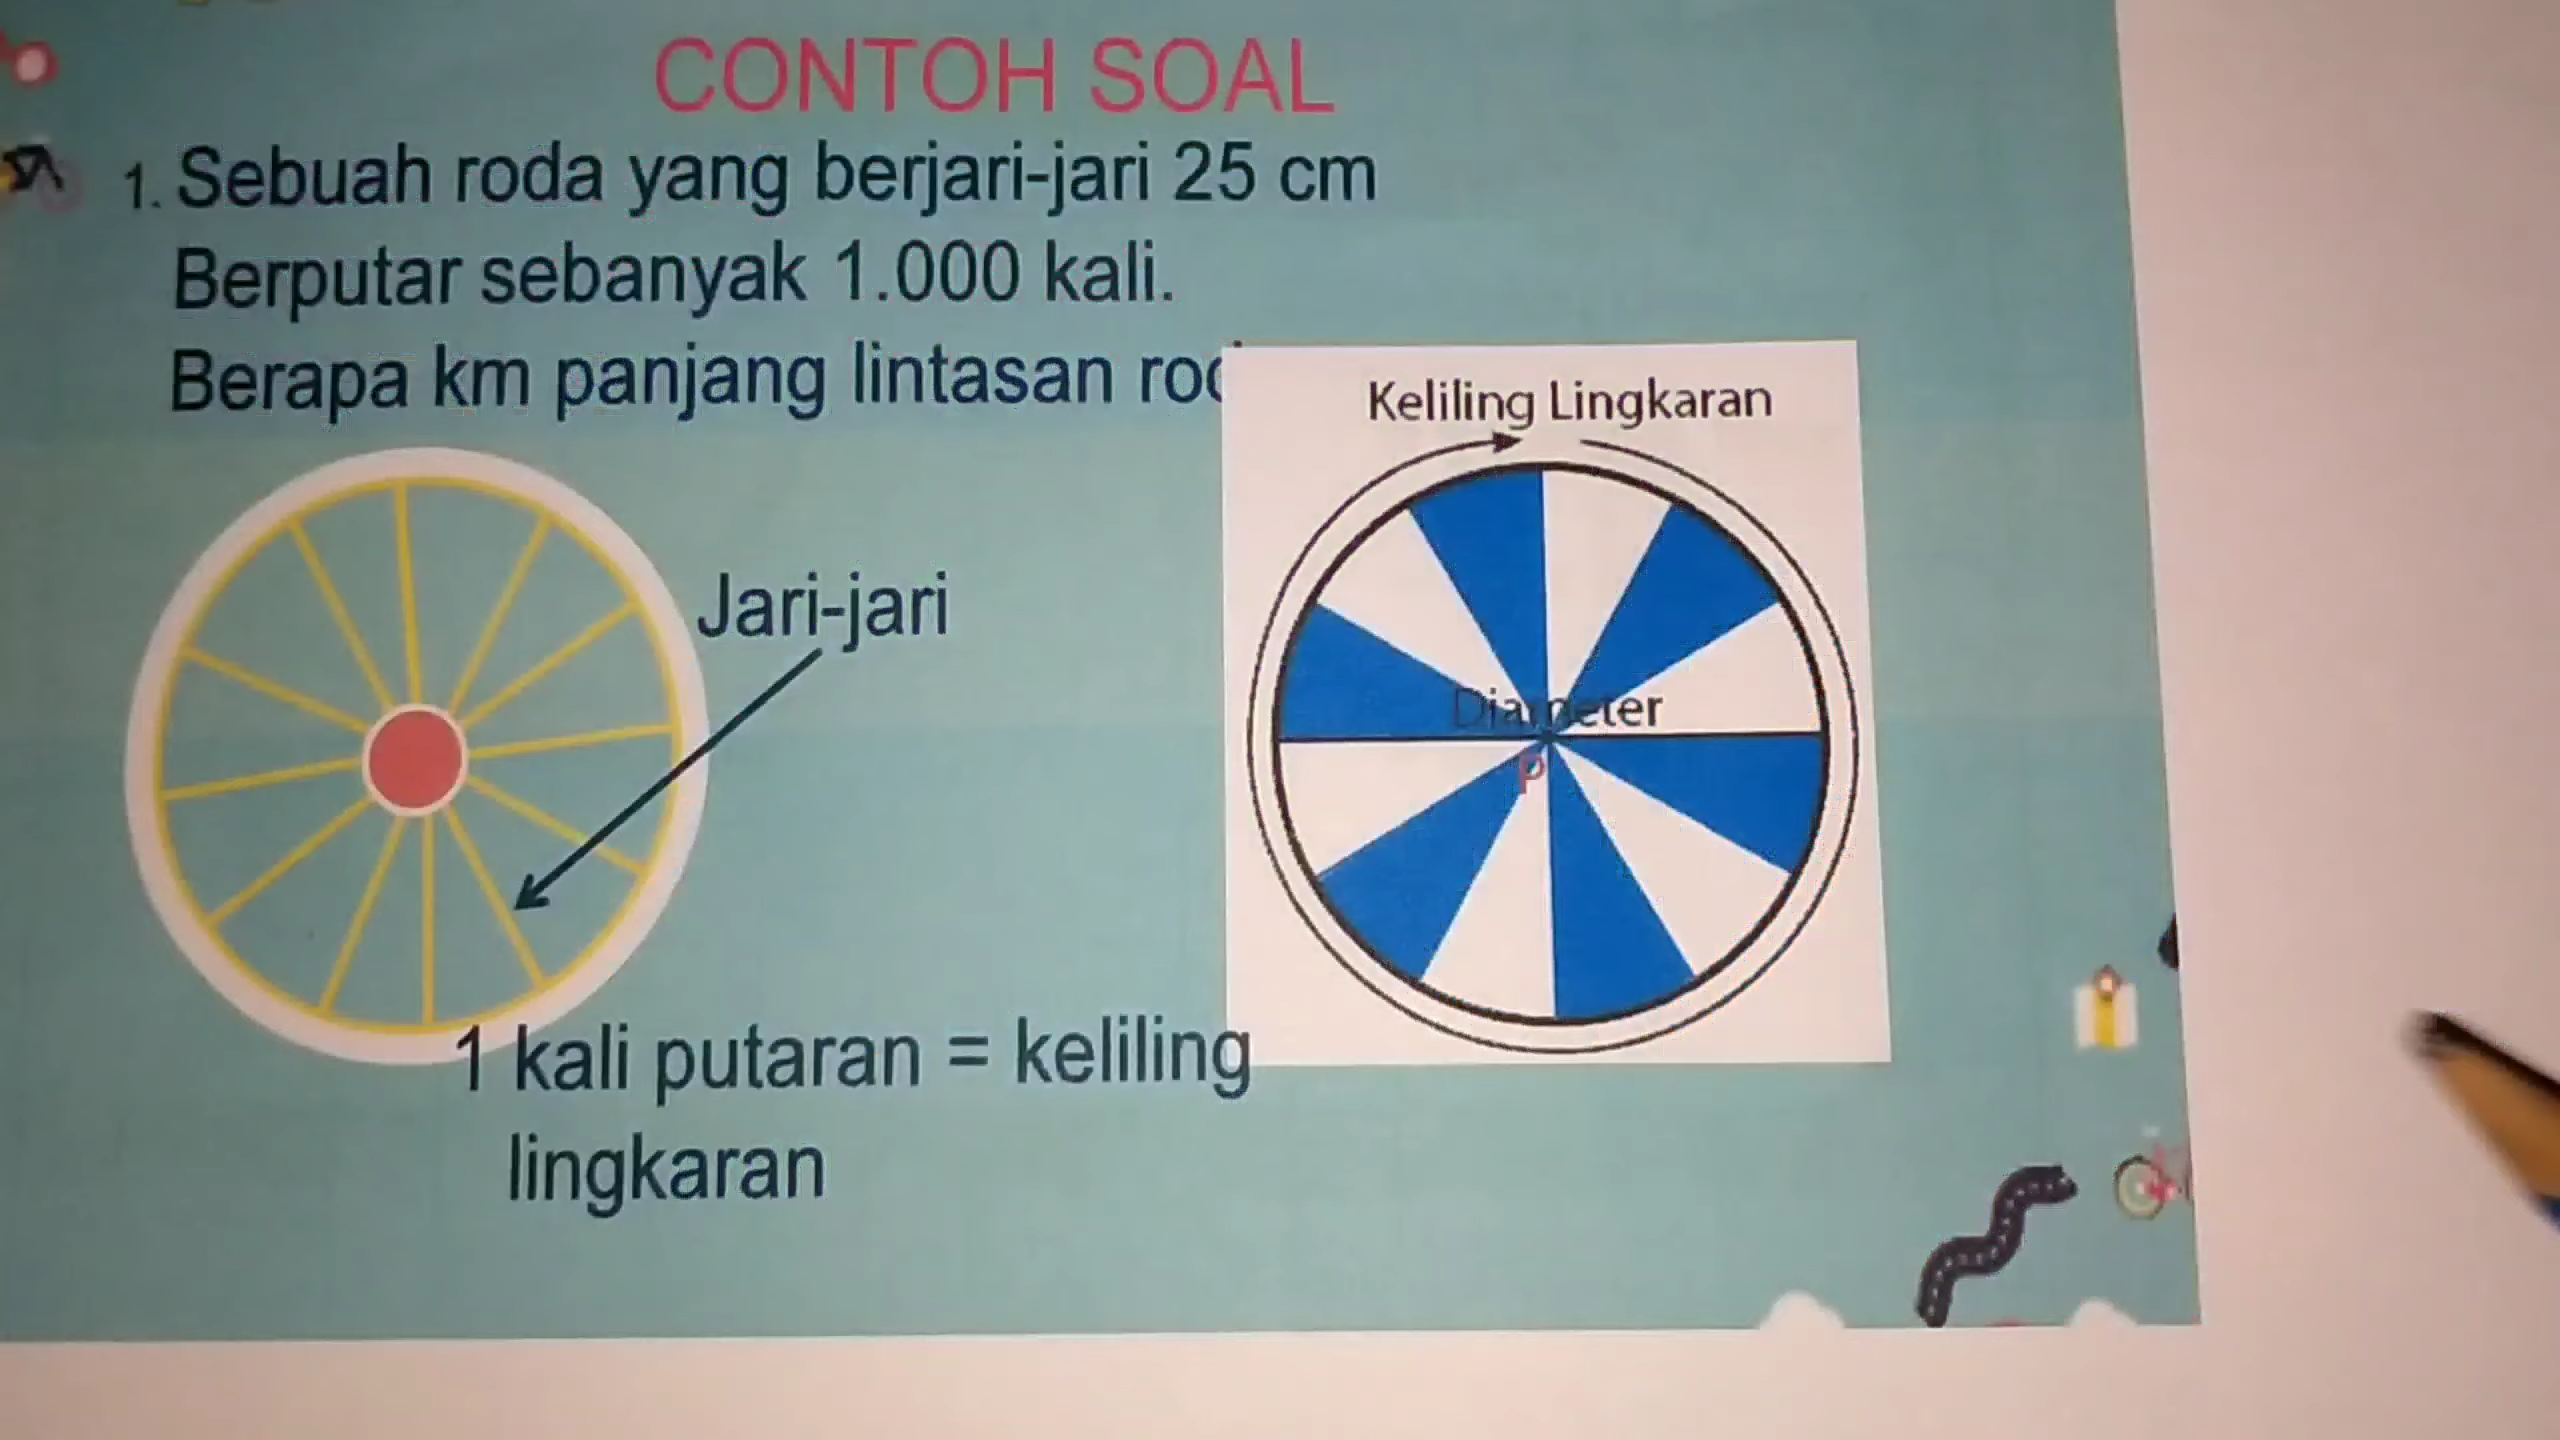 CONTOH SOAL
1. Sebuah roda yang berjari-jari 25 cm
Berputar sebanyak 1.000 kali.
Berapa km panjang lintasan
Keliling Lingkaran
Jari-jari
Diameter
P
1 kali putaran = keliling
lingkaran